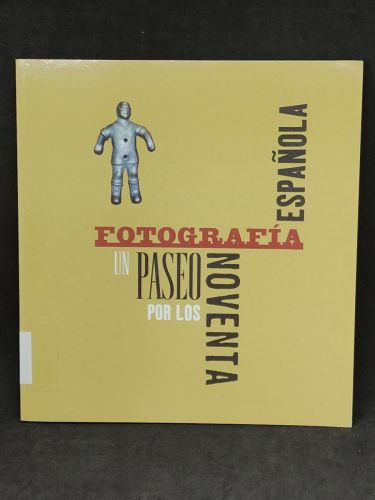 FOTOGRAFÍA
ESPAÑOLA
UN PASEO
POR LOS
NOVENTA